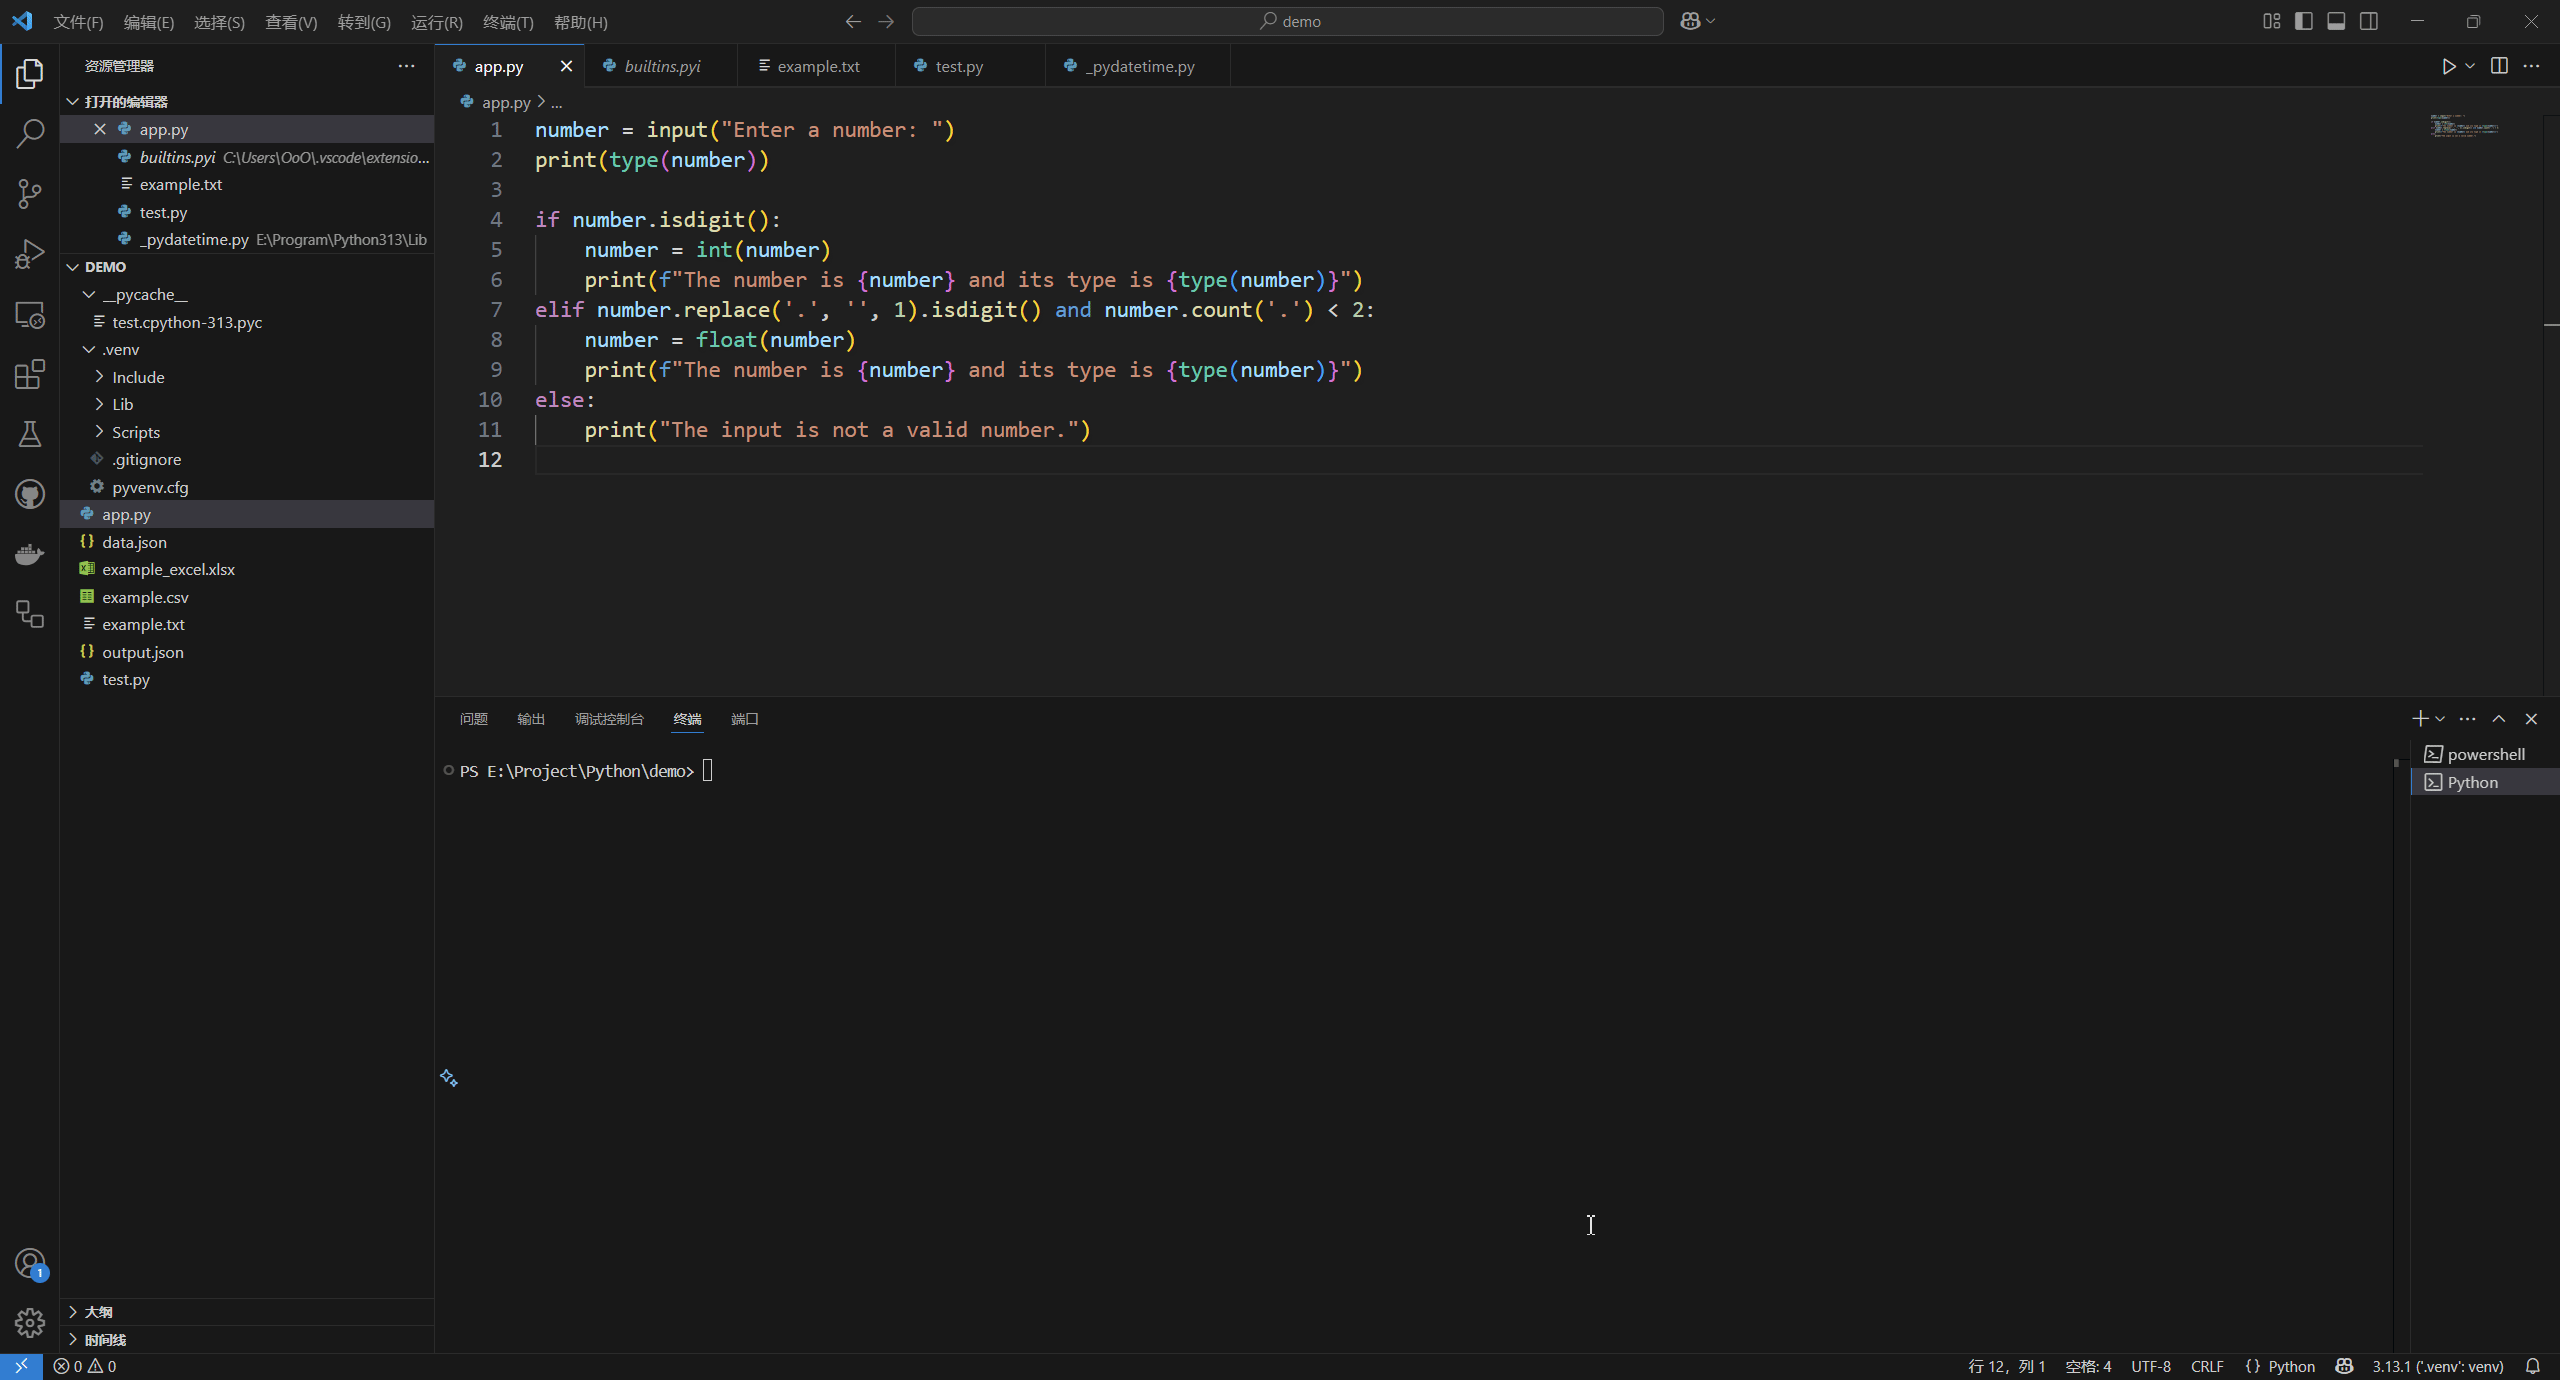 文件(F) 编辑(E) 选择(S) 查看(V) 转到(G) 运行(R) 终端(T) 帮助(H) demo
资源管理器
打开的编辑器
app.py
builtins.pyi C:\Users\OoO\.vscode\extensio...
example.txt
test.py
_pydatetime.py E:\Program\Python313\Lib
DEMO
__pycache__
test.cpython-313.pyc
.venv
Include
Lib
Scripts
.gitignore
pyvenv.cfg
app.py
data.json
example_excel.xlsx
example.csv
example.txt
output.json
test.py
大纲
时间线
app.py builtins.pyi example.txt test.py _pydatetime.py
app.py > ...
1 number = input("Enter a number: ")
2 print(type(number))
3
4 if number.isdigit():
5     number = int(number)
6     print(f"The number is {number} and its type is {type(number)}")
7 elif number.replace('.', '', 1).isdigit() and number.count('.') < 2:
8     number = float(number)
9     print(f"The number is {number} and its type is {type(number)}")
10 else:
11     print("The input is not a valid number.")
12
问题 输出 调试控制台 终端 端口
PS E:\Project\Python\demo>
powershell
Python
1
0 0 行 12，列 1 空格: 4 UTF-8 CRLF {} Python 3.13.1 ('.venv': venv)